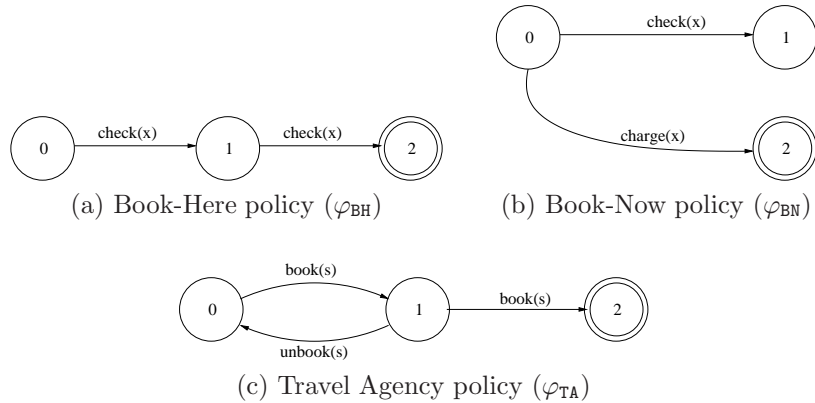 0
check(x)
1
check(x)
2
(a) Book-Here policy (φBH)
0
check(x)
1
charge(x)
2
(b) Book-Now policy (φBN)
0
book(s)
1
book(s)
2
unbook(s)
(c) Travel Agency policy (φTA)